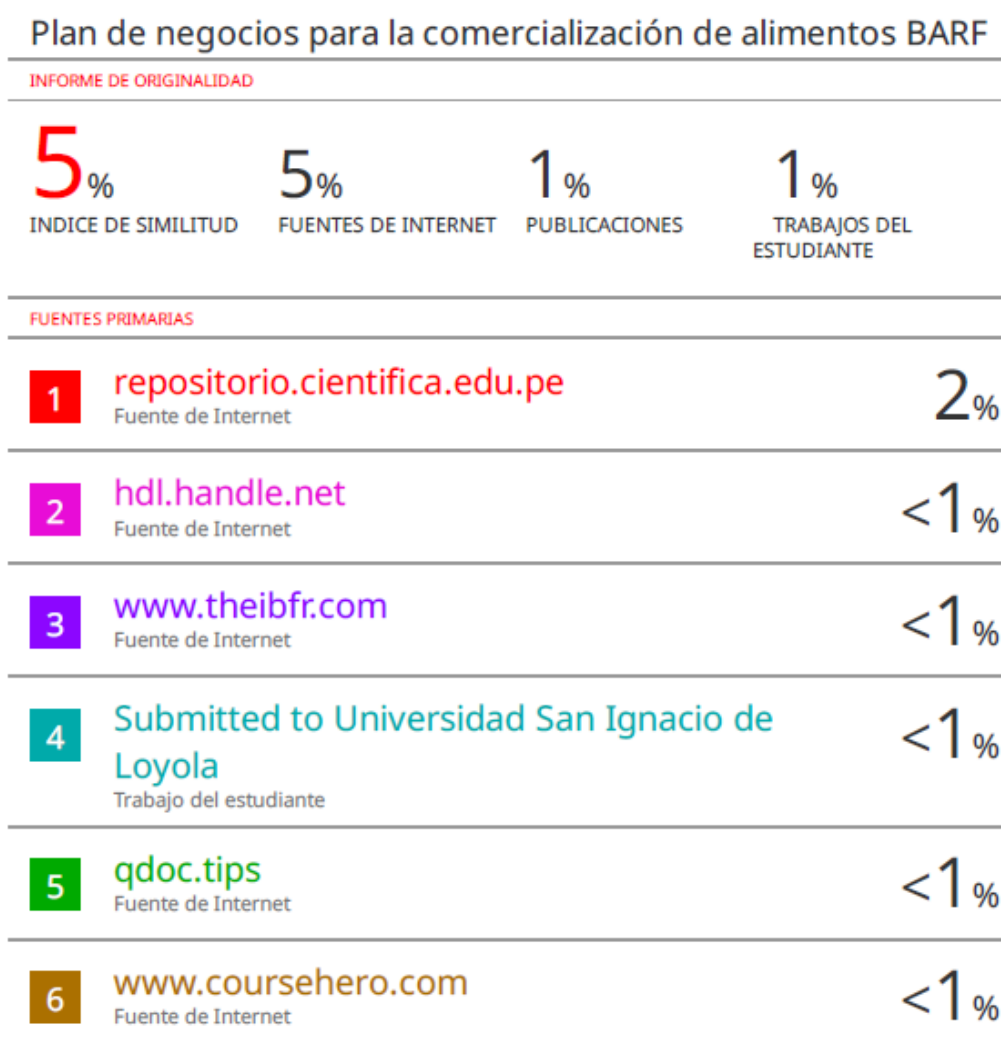 Plan de negocios para la comercialización de alimentos BARF
INFORME DE ORIGINALIDAD
5%
INDICE DE SIMILITUD
5%
FUENTES DE INTERNET
1%
PUBLICACIONES
1%
TRABAJOS DEL
ESTUDIANTE
FUENTES PRIMARIAS
1
repositorio.cientifica.edu.pe
Fuente de Internet
2%
2
hdl.handle.net
Fuente de Internet
<1%
3
www.theibfr.com
Fuente de Internet
<1%
4
Submitted to Universidad San Ignacio de
Loyola
Trabajo del estudiante
<1%
5
qdoc.tips
Fuente de Internet
<1%
6
www.coursehero.com
Fuente de Internet
<1%